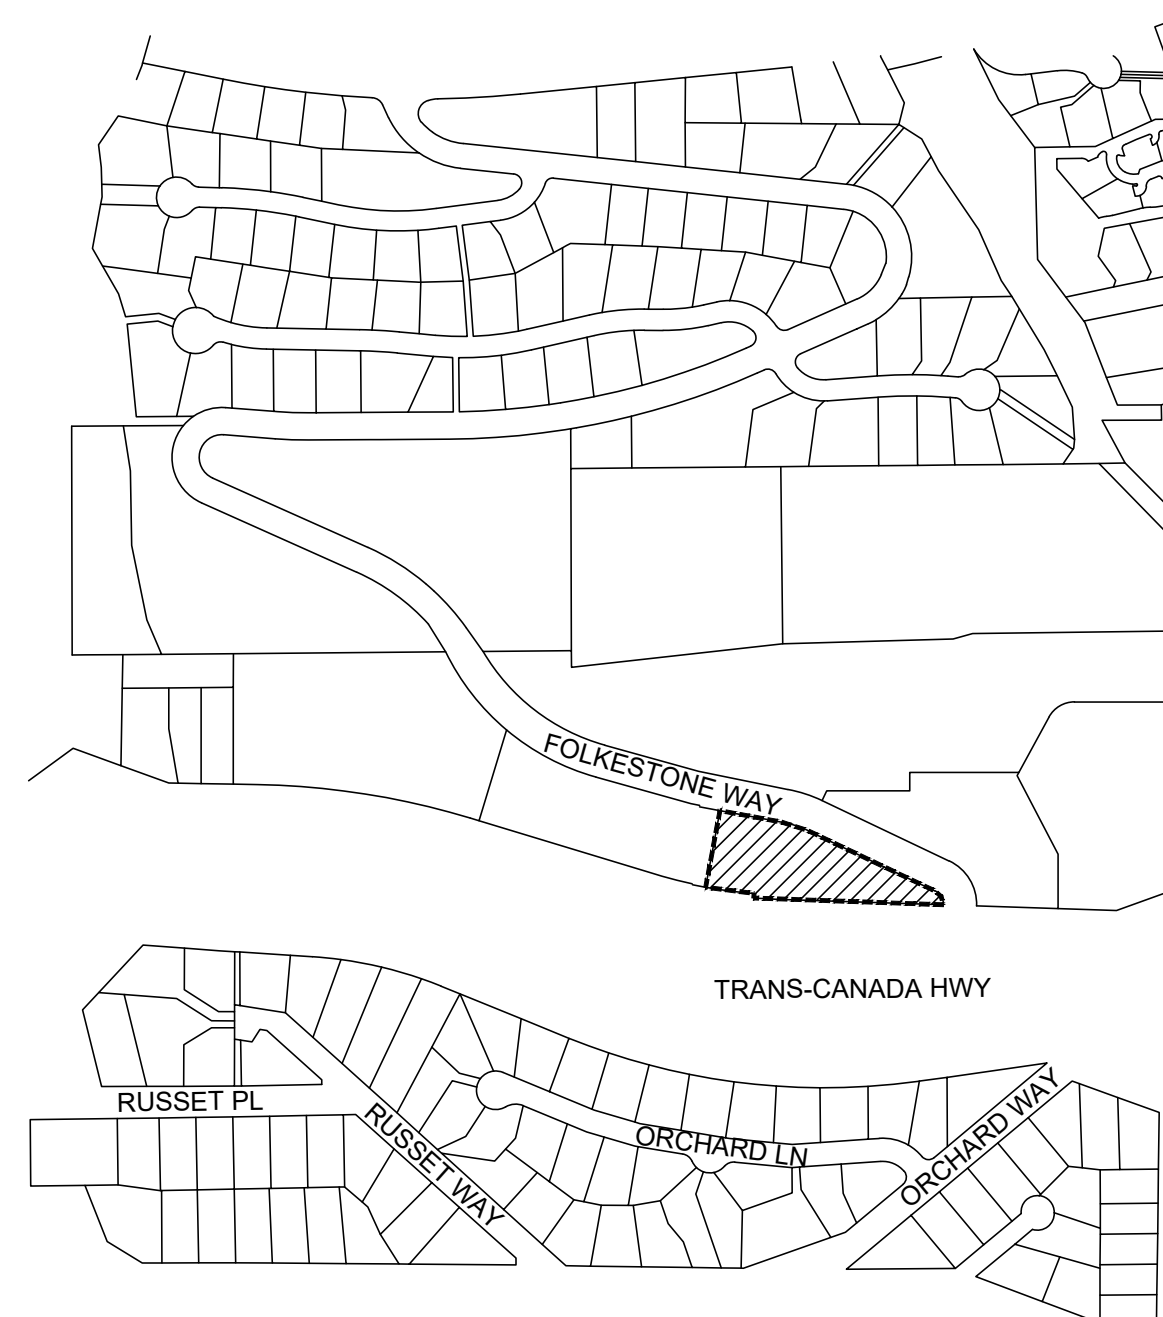 FOLKESTONE WAY
TRANS-CANADA HWY
RUSSET PL
RUSSET WAY
ORCHARD LN
ORCHARD WAY